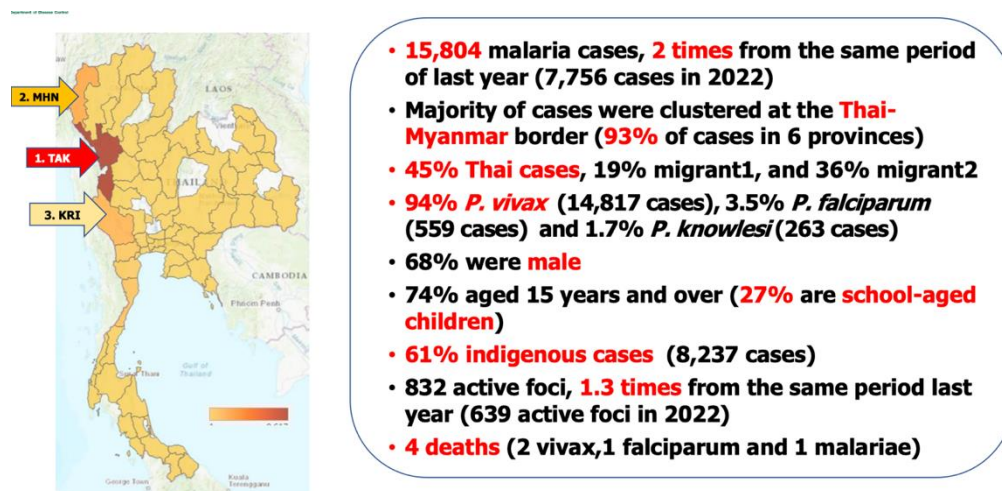 Department of Disease Control
LAOS
2. MHN
1. TAK
3. KRI
CAMBODIA
Gulf of
Thailand
George Town
Kuala
Terengganu
• 15,804 malaria cases, 2 times from the same period
of last year (7,756 cases in 2022)
• Majority of cases were clustered at the Thai-
Myanmar border (93% of cases in 6 provinces)
• 45% Thai cases, 19% migrant1, and 36% migrant2
• 94% P. vivax (14,817 cases), 3.5% P. falciparum
(559 cases) and 1.7% P. knowlesi (263 cases)
• 68% were male
• 74% aged 15 years and over (27% are school-aged
children)
• 61% indigenous cases (8,237 cases)
• 832 active foci, 1.3 times from the same period last
year (639 active foci in 2022)
• 4 deaths (2 vivax,1 falciparum and 1 malariae)